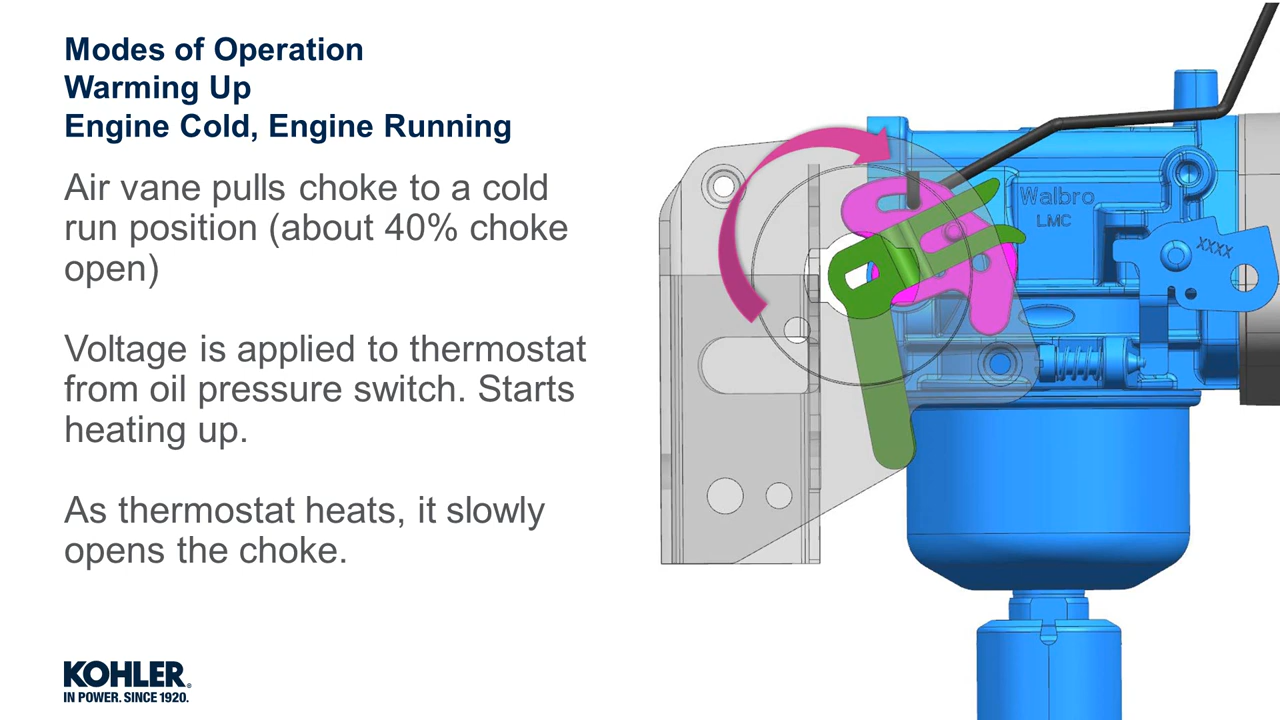 Modes of Operation
Warming Up
Engine Cold, Engine Running
Air vane pulls choke to a cold
run position (about 40% choke
open)
Voltage is applied to thermostat
from oil pressure switch. Starts
heating up.
As thermostat heats, it slowly
opens the choke.
Walbro
LMC
XXXX
KOHLER®
IN POWER. SINCE 1920.